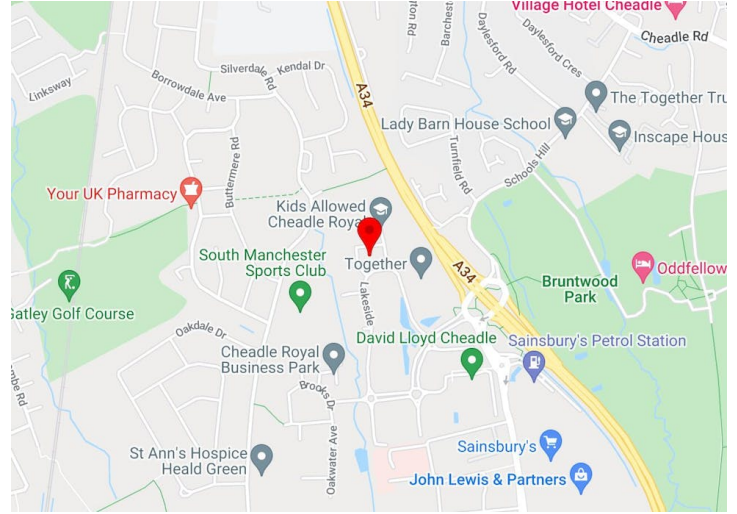 Village Hotel Cheadle
Cheadle Rd
Daylesford Cres
Daylesford Rd
Linksway
Borrowdale Ave
Silverdale Rd
Kendal Dr
A34
The Together Tru
Lady Barn House School
Inscape Hous
Turnfield Rd
Schools Hill
Buttermere Rd
Your UK Pharmacy
Kids Allowed
Cheadle Royal
South Manchester
Sports Club
Together
A34
Oddfellow
Bruntwood
Park
Lakeside
Gatley Golf Course
Oakdale Dr
David Lloyd Cheadle
Sainsbury's Petrol Station
Cheadle Royal
Business Park
Brooks Dr
Oakwater Ave
St Ann's Hospice
Heald Green
Sainsbury's
John Lewis & Partners